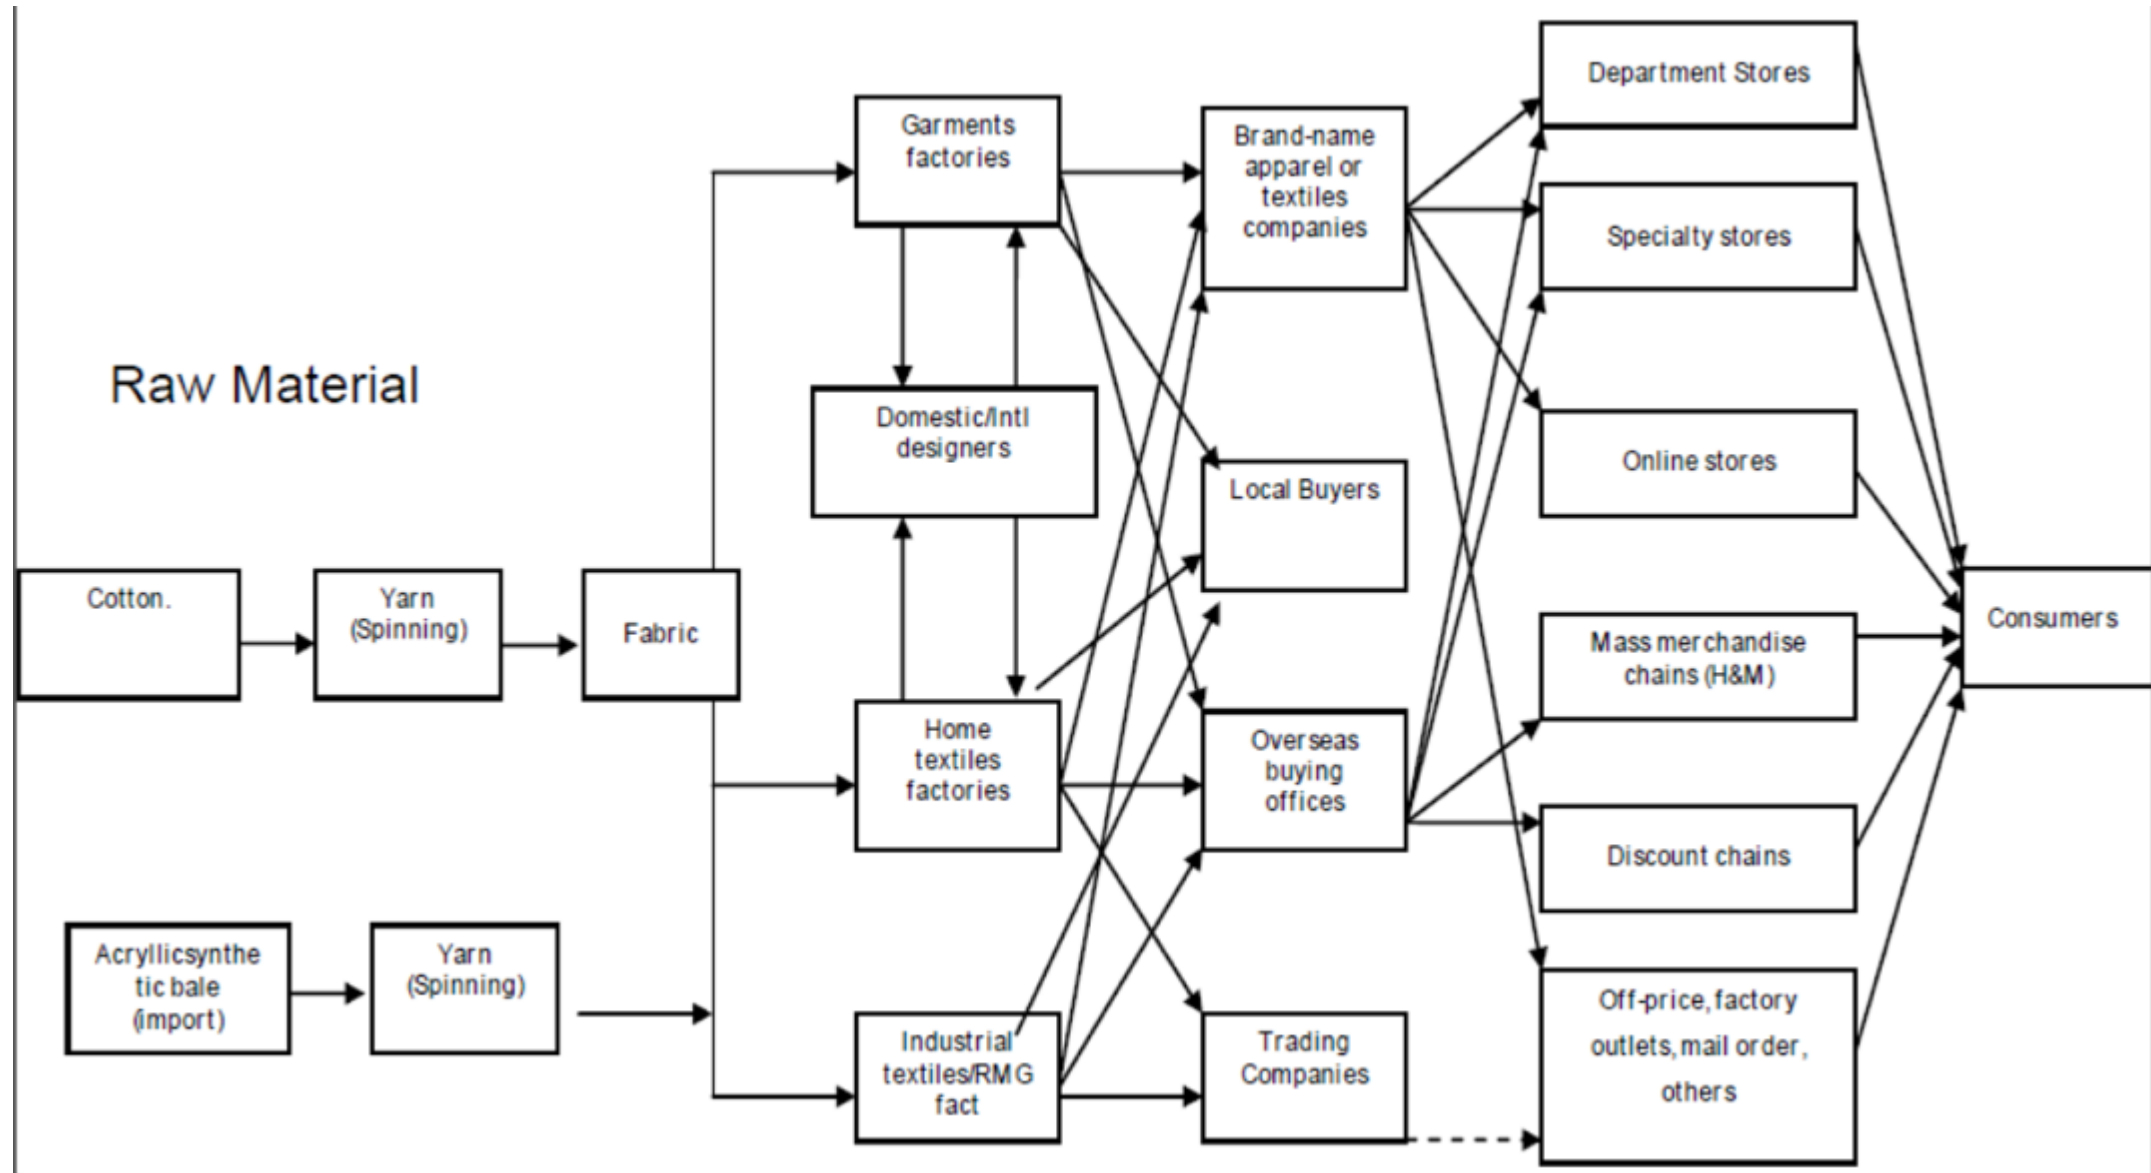 Department Stores
Garments
factories
Brand-name
apparel or
textiles
companies
Specialty stores
Raw Material
Domestic/Intl
designers
Local Buyers
Online stores
Cotton.
Yarn
(Spinning)
Fabric
Consumers
Mass merchandise
chains (H&M)
Home
textiles
factories
Overseas
buying
offices
Discount chains
Acryllicsynthe
tic bale
(import)
Yarn
(Spinning)
Industrial
textiles/RMG
fact
Trading
Companies
Off-price, factory
outlets, mail order,
others